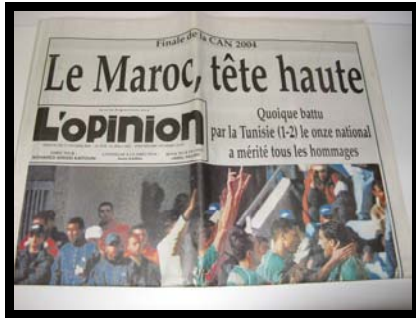 Finale de la CAN 2004
Le Maroc, tête haute
L'opinion
Quoique battu
par la Tunisie (1-2) le onze national
a mérité tous les hommages